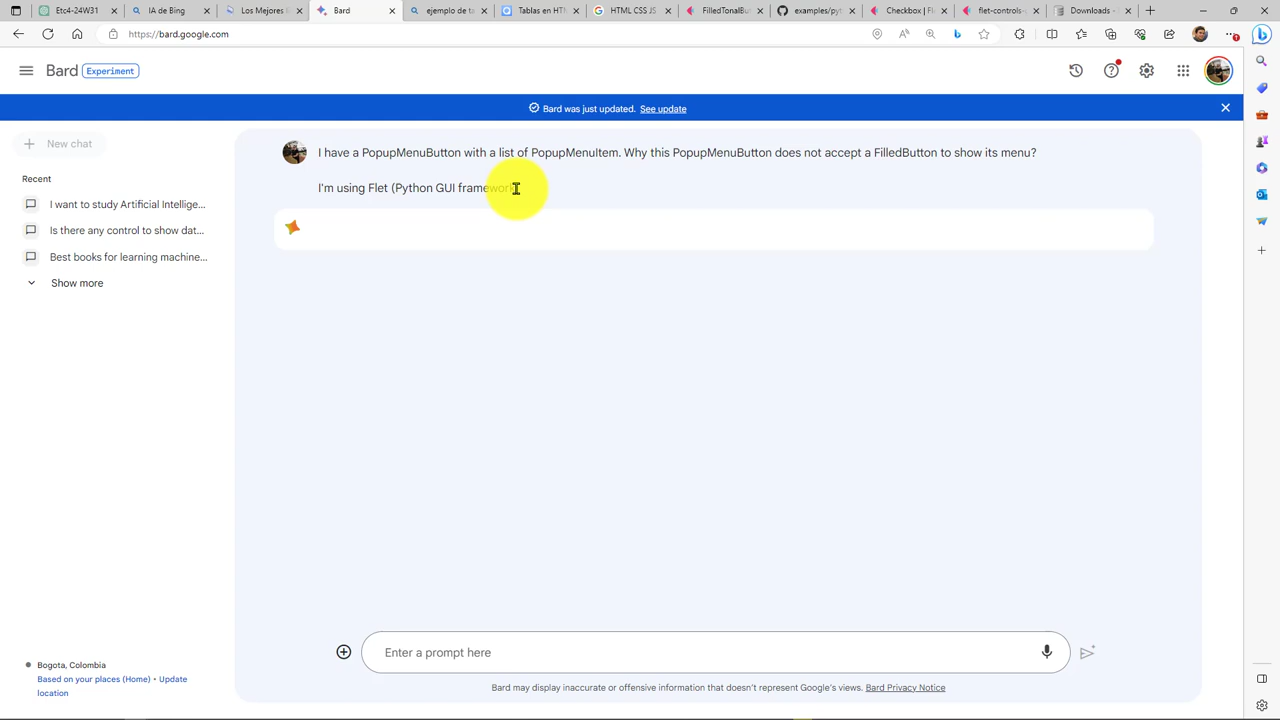 Etc4-24W31
IA de Bing
Los Mejores E
Bard
ejemplo de ta
Tablas en HTM
HTML CSS JS
FilledTonalBu
examples/pyt
Checkbox | Fl
flet-controls-
Downloads -
https://bard.google.com
Bard Experiment
Bard was just updated. See update
New chat
Recent
I want to study Artificial Intellige...
Is there any control to show dat...
Best books for learning machine...
Show more
I have a PopupMenuButton with a list of PopupMenuItem. Why this PopupMenuButton does not accept a FilledButton to show its menu?
I'm using Flet (Python GUI framework
Enter a prompt here
Bogota, Colombia
Based on your places (Home) • Update
location
Bard may display inaccurate or offensive information that doesn't represent Google's views. Bard Privacy Notice